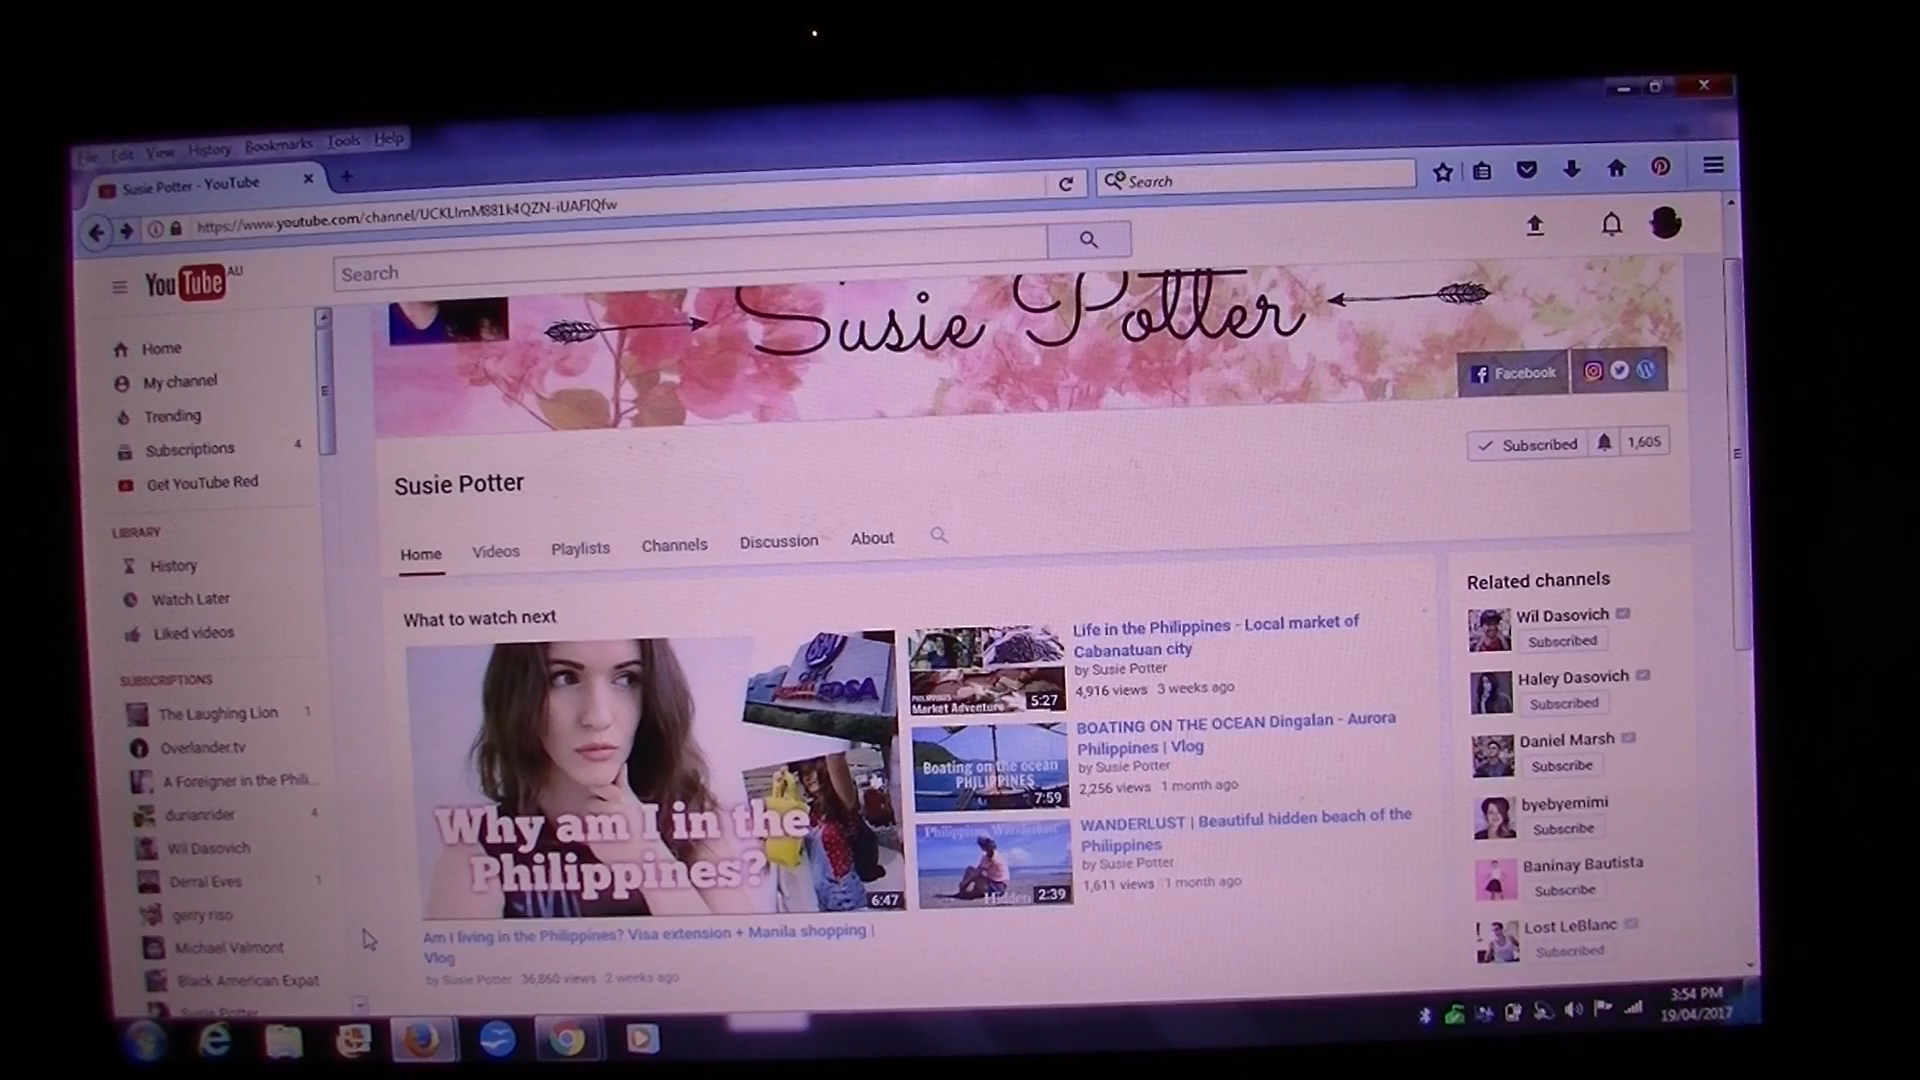 File Edit View History Bookmarks Tools Help
Susie Potter - YouTube
https://www.youtube.com/channel/UCKLlmM881k4QZN-iUAFlQfw
Search
YouTube AU
Search
Susie Potter
Facebook
Home
My channel
Trending
Subscriptions 4
Get YouTube Red
LIBRARY
History
Watch Later
Liked videos
SUBSCRIPTIONS
The Laughing Lion 1
Overlander.tv
A Foreigner in the Phili...
durianrider 4
Wil Dasovich
Derral Eves 1
gerry riso
Michael Valmont
Black American Expat
Susie Potter
Subscribed 1,605
Susie Potter
Home Videos Playlists Channels Discussion About
What to watch next
SM
EDSA
Why am I in the
Philippines?
6:47
Am I living in the Philippines? Visa extension + Manila shopping |
Vlog
by Susie Potter 36,860 views 2 weeks ago
PHILIPPINES
Market Adventure
5:27
Life in the Philippines - Local market of
Cabanatuan city
by Susie Potter
4,916 views 3 weeks ago
Boating on the ocean
PHILIPPINES
7:59
BOATING ON THE OCEAN Dingalan - Aurora
Philippines | Vlog
by Susie Potter
2,256 views 1 month ago
Philippines Wanderlust
Hidden
2:39
WANDERLUST | Beautiful hidden beach of the
Philippines
by Susie Potter
1,611 views 1 month ago
Related channels
Wil Dasovich
Subscribed
Haley Dasovich
Subscribed
Daniel Marsh
Subscribe
byebyemimi
Subscribe
Baninay Bautista
Subscribe
Lost LeBlanc
Subscribed
3:54 PM
19/04/2017